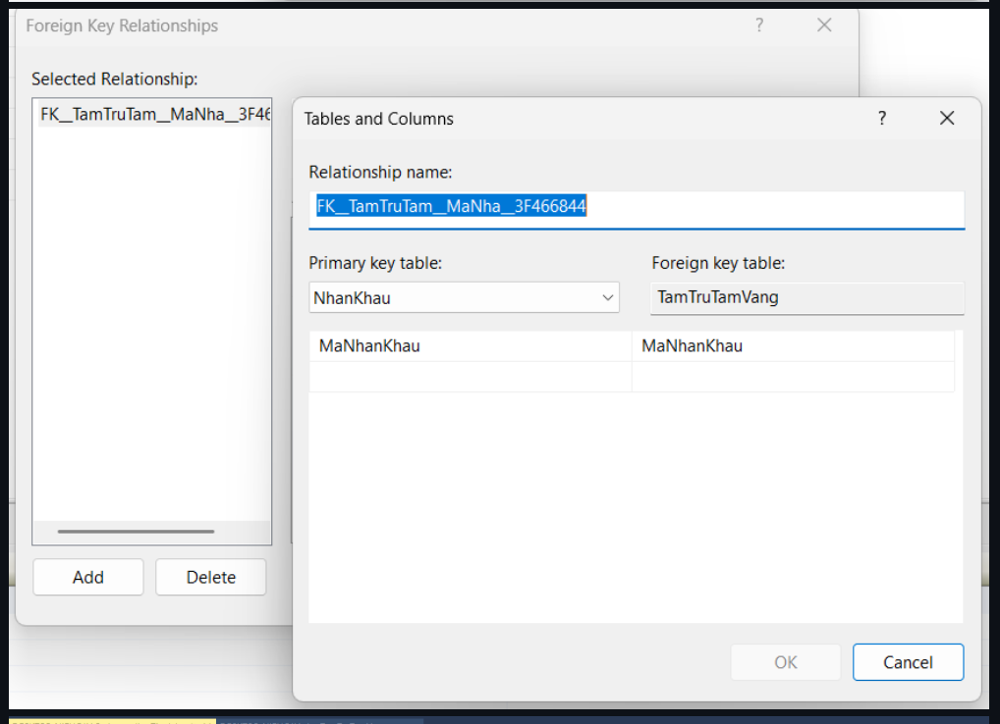 Foreign Key Relationships
?
Selected Relationship:
FK__TamTruTam__MaNha__3F46
Tables and Columns
?
Relationship name:
FK__TamTruTam__MaNha__3F466844
Primary key table:
Foreign key table:
NhanKhau
TamTruTamVang
MaNhanKhau
MaNhanKhau
Add
Delete
OK
Cancel